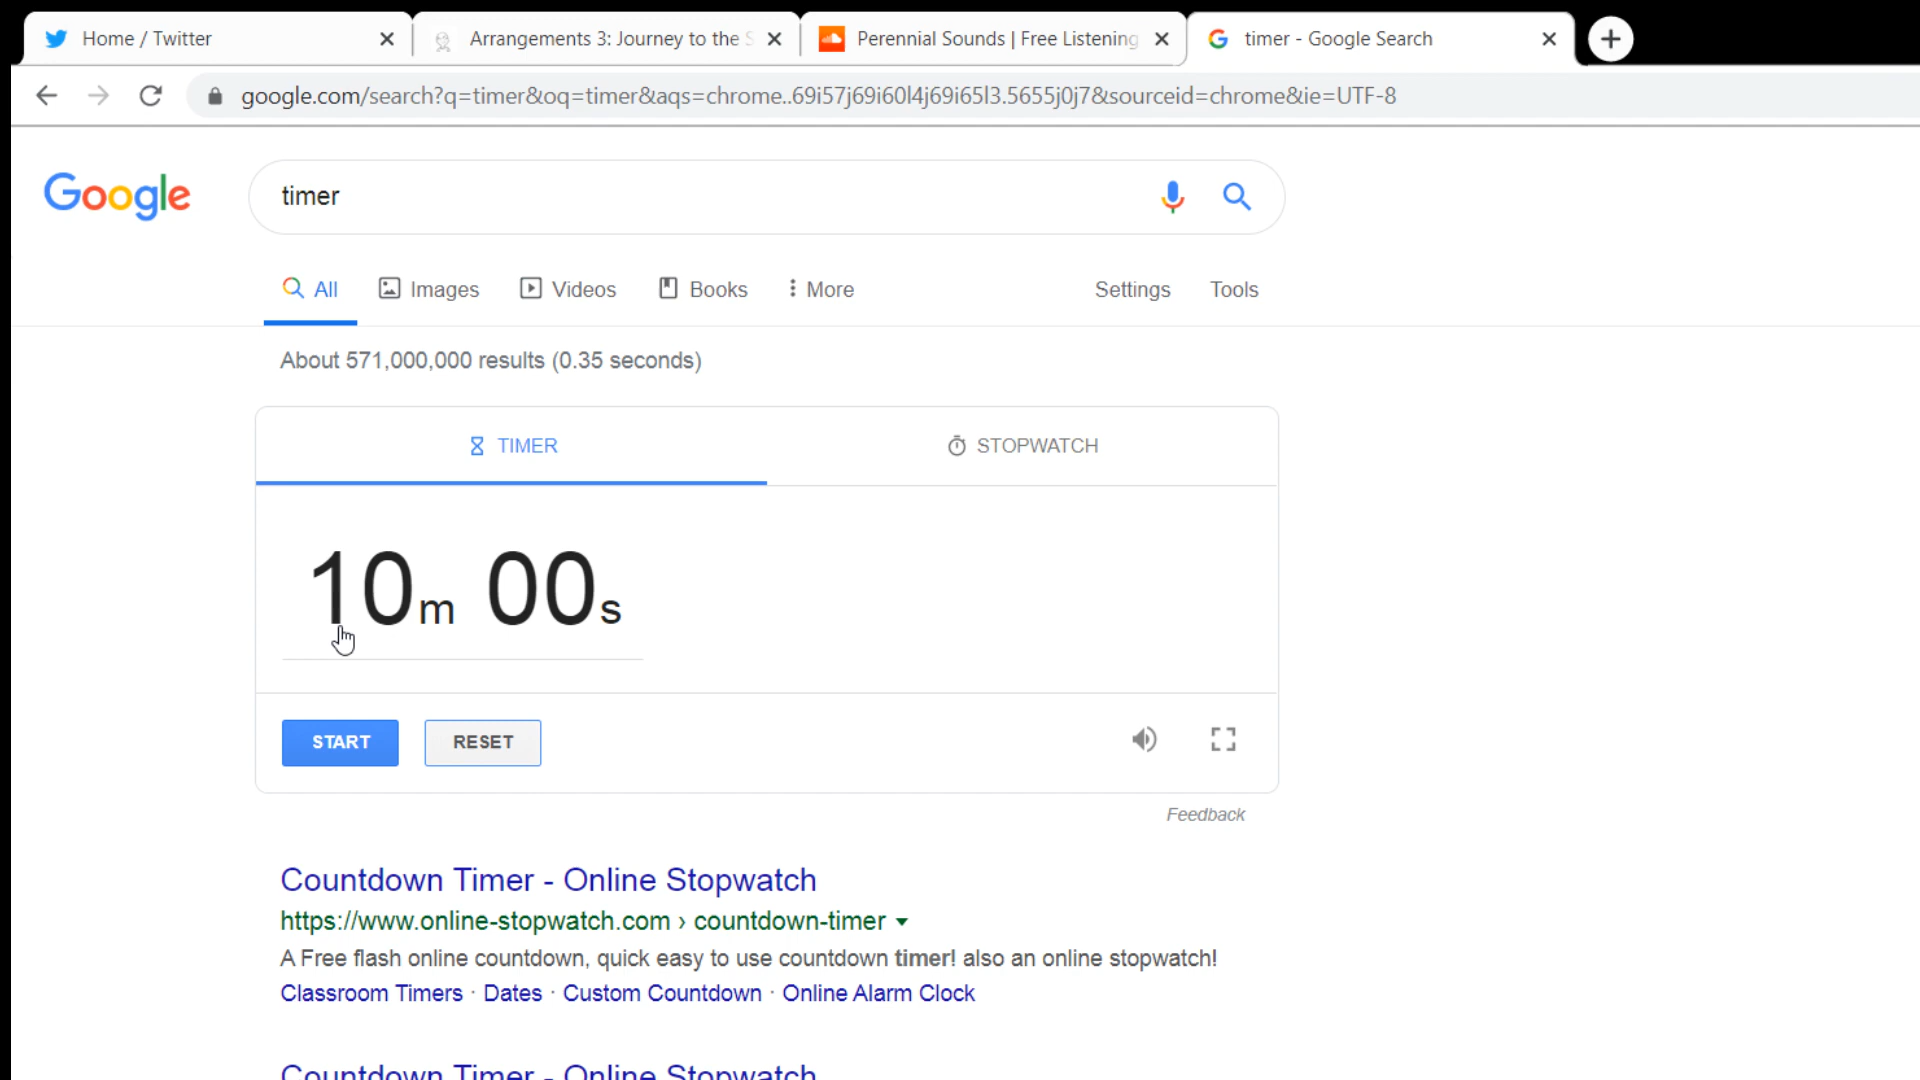 Home / Twitter
Arrangements 3: Journey to the S
Perennial Sounds | Free Listening
timer - Google Search
google.com/search?q=timer&oq=timer&aqs=chrome..69i57j69i60l4j69i65l3.5655j0j7&sourceid=chrome&ie=UTF-8
Google
timer
All
Images
Videos
Books
More
Settings
Tools
About 571,000,000 results (0.35 seconds)
TIMER
STOPWATCH
10m 00s
START
RESET
Feedback
Countdown Timer - Online Stopwatch
https://www.online-stopwatch.com › countdown-timer
A Free flash online countdown, quick easy to use countdown timer! also an online stopwatch!
Classroom Timers · Dates · Custom Countdown · Online Alarm Clock
Countdown Timer - Online Stopwatch